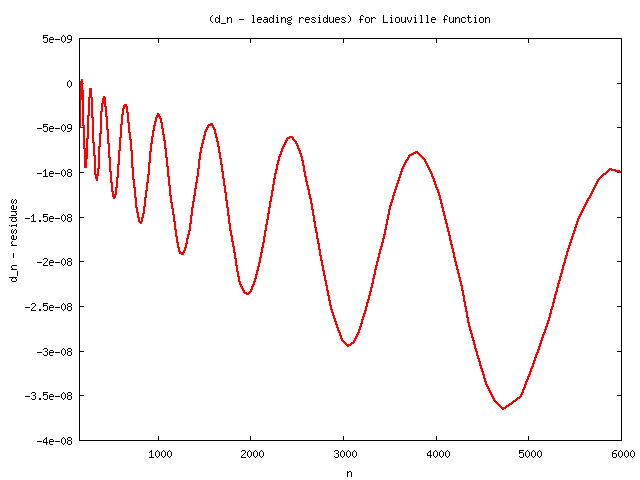 (d_n - leading residues) for Liouville function
5e-09
0
-5e-09
-1e-08
-1.5e-08
-2e-08
-2.5e-08
-3e-08
-3.5e-08
-4e-08
d_n - residues
1000 2000 3000 4000 5000 6000
n